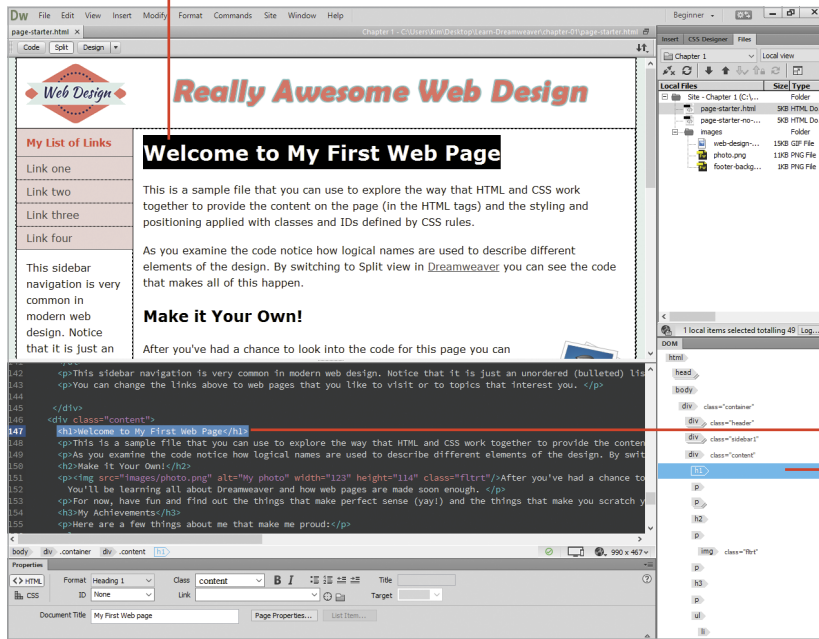 Dw File Edit View Insert Modify Format Commands Site Window Help
Beginner
page-starter.html × Chapter 1 - C:\Users\Kim\Desktop\Learn-Dreamweaver\chapter-01\page-starter.html
Code Split Design
Web Design
Really Awesome Web Design
My List of Links
Link one
Link two
Link three
Link four
This sidebar
navigation is very
common in
modern web
design. Notice
that it is just an
Welcome to My First Web Page
This is a sample file that you can use to explore the way that HTML and CSS work
together to provide the content on the page (in the HTML tags) and the styling and
positioning applied with classes and IDs defined by CSS rules.
As you examine the code notice how logical names are used to describe different
elements of the design. By switching to Split view in Dreamweaver you can see the code
that makes all of this happen.
Make it Your Own!
After you've had a chance to look into the code for this page you can
142 <p>This sidebar navigation is very common in modern web design. Notice that it is just an unordered (bulleted) lis
143 <p>You can change the links above to web pages that you like to visit or to topics that interest you. </p>
144
145 </div>
146 <div class="content">
147 <h1>Welcome to My First Web Page</h1>
148 <p>This is a sample file that you can use to explore the way that HTML and CSS work together to provide the conten
149 <p>As you examine the code notice how logical names are used to describe different elements of the design. By swit
150 <h2>Make it Your Own!</h2>
151 <p><img src="images/photo.png" alt="My photo" width="123" height="114" class="fltrt"/>After you've had a chance to
152 You'll be learning all about Dreamweaver and how web pages are made soon enough. </p>
153 <p>For now, have fun and find out the things that make perfect sense (yay!) and the things that make you scratch y
154 <h3>My Achievements</h3>
155 <p>Here are a few things about me that make me proud:</p>
body div .container div .content h1 990 x 467
Properties
<> HTML Format Heading 1 Class content B I Title
CSS ID None Link Target
Document Title My First Web page Page Properties... List Item...
Insert CSS Designer Files
Chapter 1 Local view
Local Files Size Type
Site - Chapter 1 (C:\... Folder
page-starter.html 5KB HTML Do
page-starter-no-... 5KB HTML Do
images Folder
web-design-... 15KB GIF File
photo.png 11KB PNG File
footer-backg... 1KB PNG File
1 local items selected totalling 49 Log...
DOM
html
head
body
div class="container"
div class="header"
div class="sidebar1"
div class="content"
h1
p
p
h2
p
img class="fltrt"
p
h3
p
ul
li